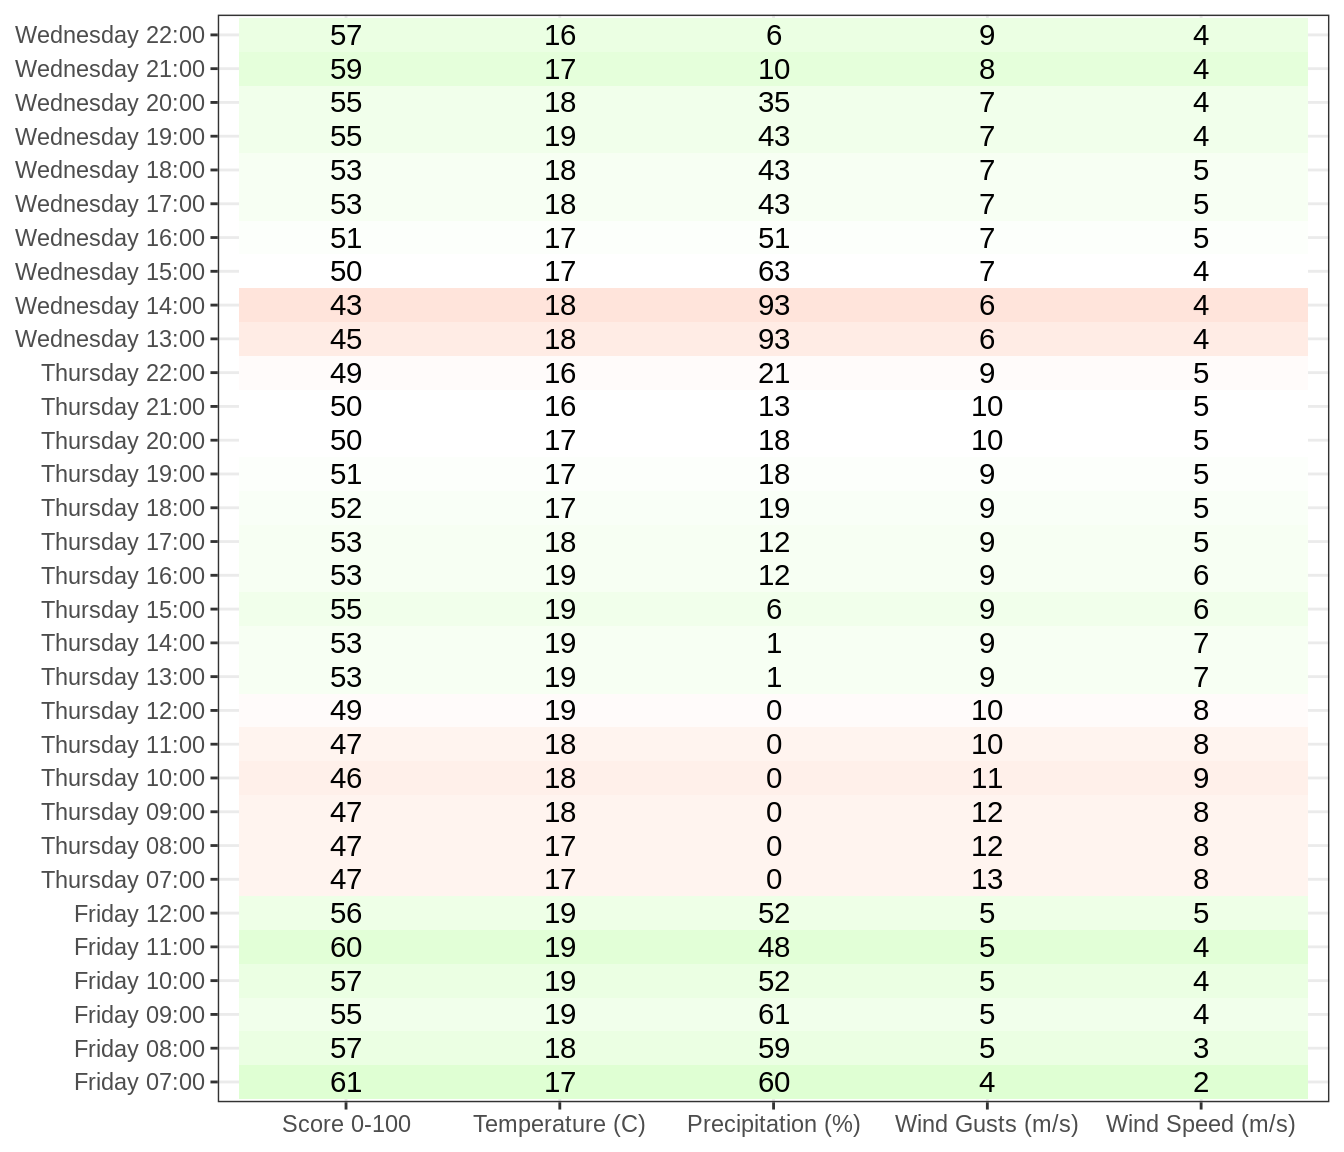 Wednesday 22:00 57 16 6 9 4
Wednesday 21:00 59 17 10 8 4
Wednesday 20:00 55 18 35 7 4
Wednesday 19:00 55 19 43 7 4
Wednesday 18:00 53 18 43 7 5
Wednesday 17:00 53 18 43 7 5
Wednesday 16:00 51 17 51 7 5
Wednesday 15:00 50 17 63 7 4
Wednesday 14:00 43 18 93 6 4
Wednesday 13:00 45 18 93 6 4
Thursday 22:00 49 16 21 9 5
Thursday 21:00 50 16 13 10 5
Thursday 20:00 50 17 18 10 5
Thursday 19:00 51 17 18 9 5
Thursday 18:00 52 17 19 9 5
Thursday 17:00 53 18 12 9 5
Thursday 16:00 53 19 12 9 6
Thursday 15:00 55 19 6 9 6
Thursday 14:00 53 19 1 9 7
Thursday 13:00 53 19 1 9 7
Thursday 12:00 49 19 0 10 8
Thursday 11:00 47 18 0 10 8
Thursday 10:00 46 18 0 11 9
Thursday 09:00 47 18 0 12 8
Thursday 08:00 47 17 0 12 8
Thursday 07:00 47 17 0 13 8
Friday 12:00 56 19 52 5 5
Friday 11:00 60 19 48 5 4
Friday 10:00 57 19 52 5 4
Friday 09:00 55 19 61 5 4
Friday 08:00 57 18 59 5 3
Friday 07:00 61 17 60 4 2
Score 0-100 Temperature (C) Precipitation (%) Wind Gusts (m/s) Wind Speed (m/s)